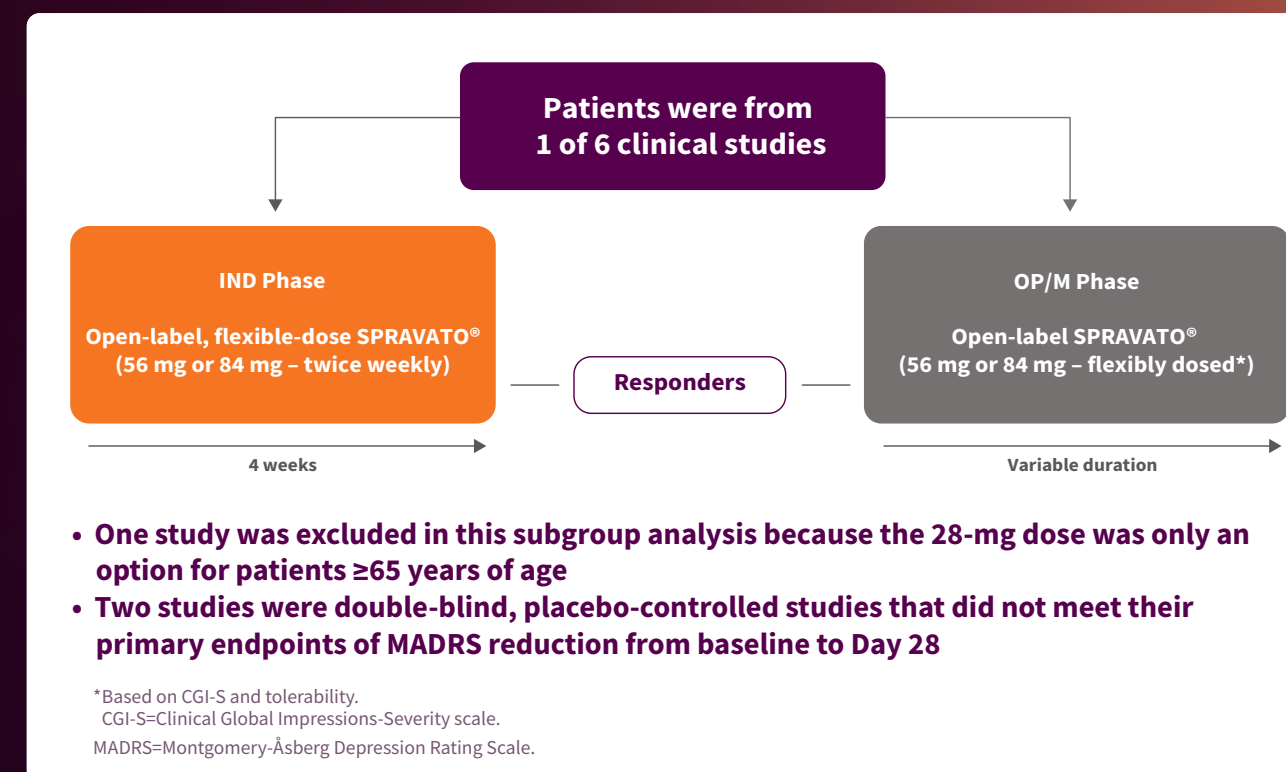 Patients were from
1 of 6 clinical studies
IND Phase
Open-label, flexible-dose SPRAVATO®
(56 mg or 84 mg – twice weekly)
Responders
OP/M Phase
Open-label SPRAVATO®
(56 mg or 84 mg – flexibly dosed*)
4 weeks
Variable duration
• One study was excluded in this subgroup analysis because the 28-mg dose was only an
option for patients ≥65 years of age
• Two studies were double-blind, placebo-controlled studies that did not meet their
primary endpoints of MADRS reduction from baseline to Day 28
*Based on CGI-S and tolerability.
CGI-S=Clinical Global Impressions-Severity scale.
MADRS=Montgomery-Åsberg Depression Rating Scale.